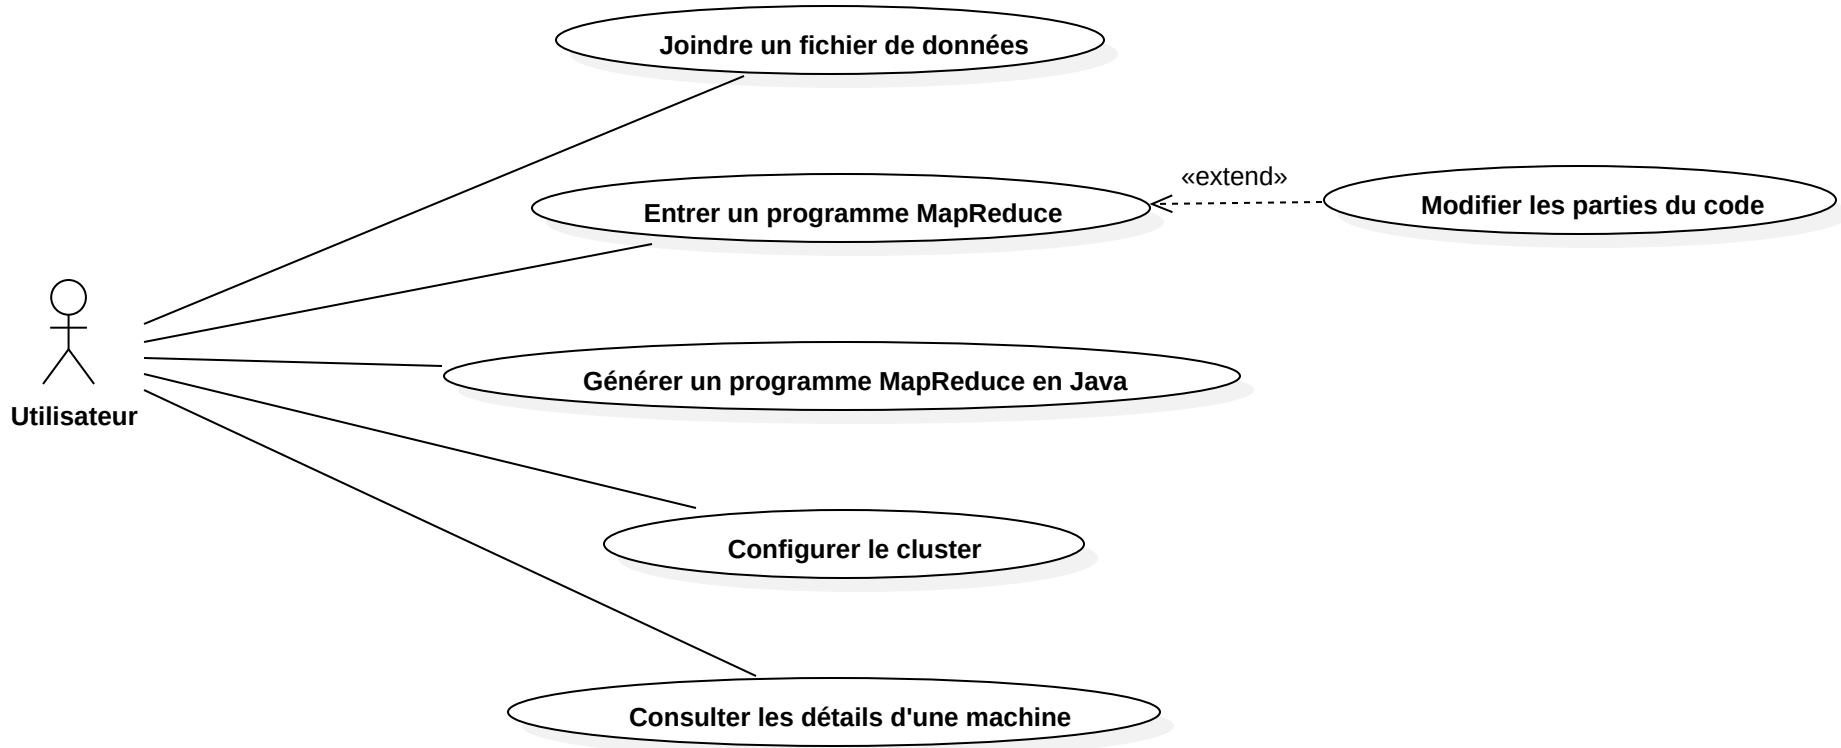 Joindre un fichier de données
«extend»
Entrer un programme MapReduce
Modifier les parties du code
Générer un programme MapReduce en Java
Utilisateur
Configurer le cluster
Consulter les détails d'une machine